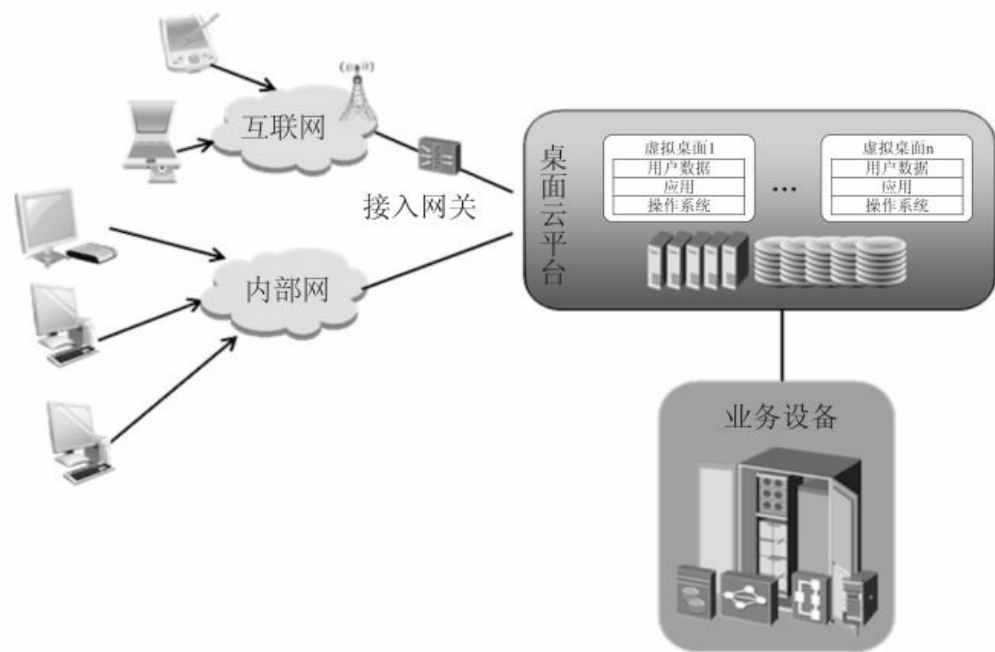 互联网
接入网关
内部网
桌面云平台
虚拟桌面1
用户数据
应用
操作系统
...
虚拟桌面n
用户数据
应用
操作系统
业务设备